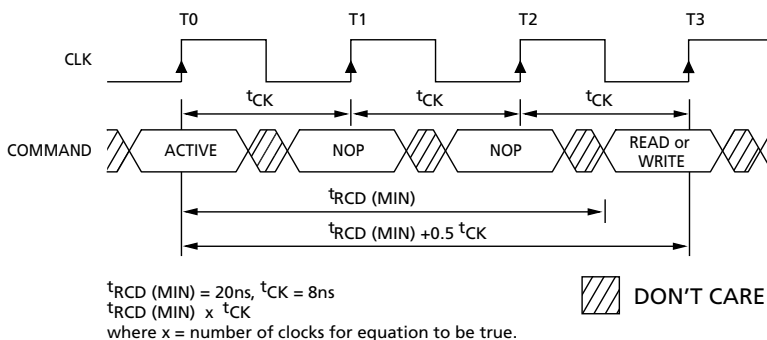 T0 T1 T2 T3
CLK
tCK tCK tCK
COMMAND ACTIVE NOP NOP READ or
WRITE
tRCD (MIN)
tRCD (MIN) +0.5 tCK
tRCD (MIN) = 20ns, tCK = 8ns
tRCD (MIN) x tCK
where x = number of clocks for equation to be true.
DON'T CARE